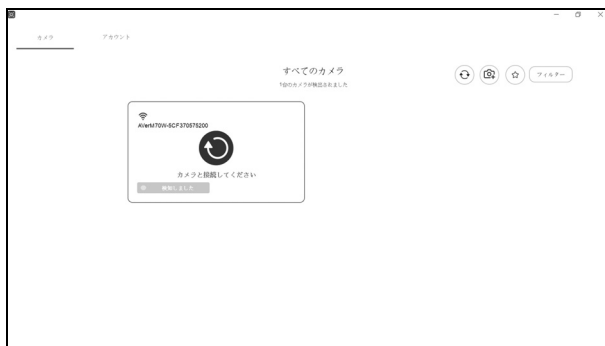 カメラ
アカウント
すべてのカメラ
1台のカメラが検出されました
フィルター
AVerM70W-SCF370575200
カメラと接続してください